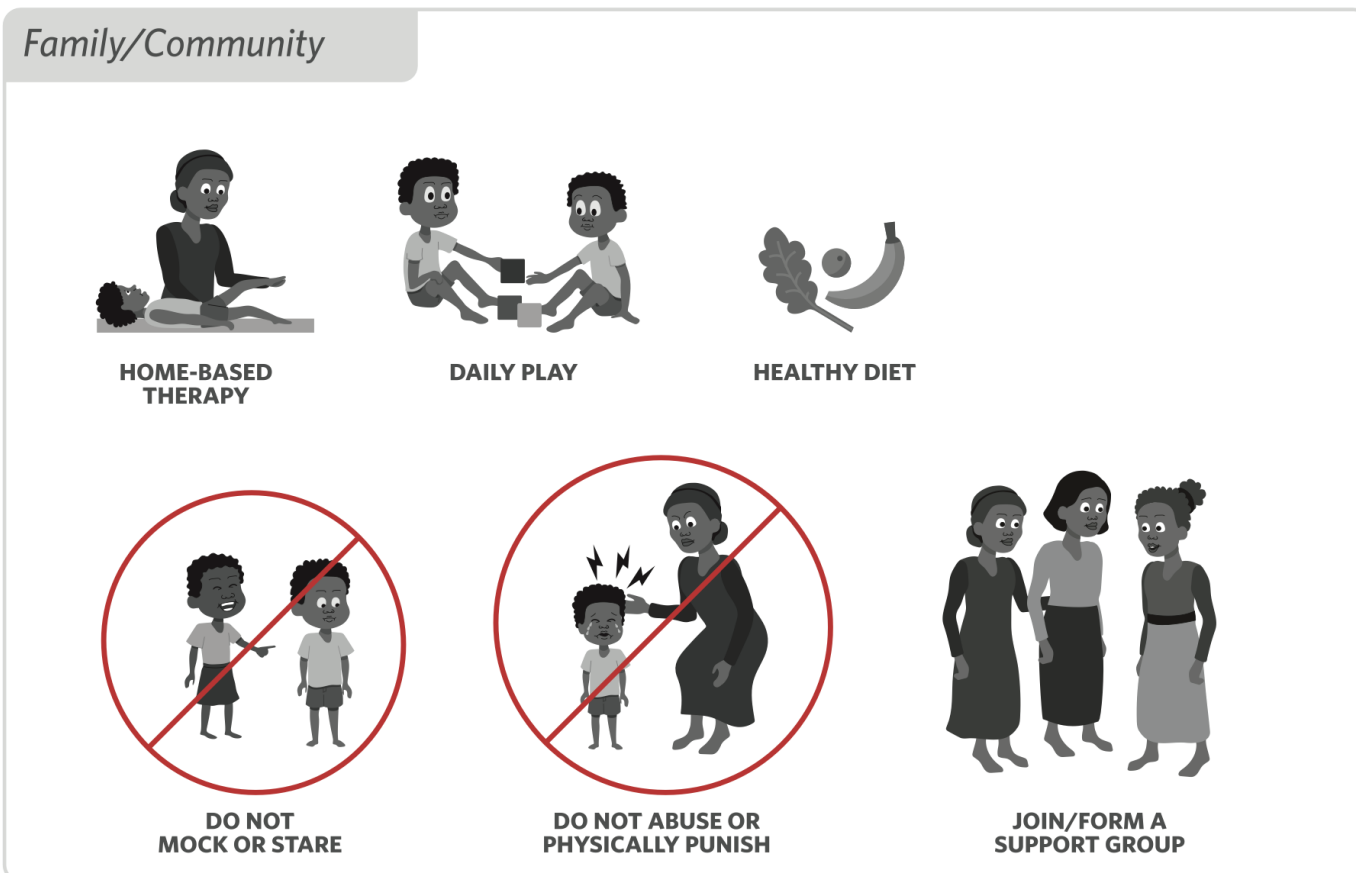 Family/Community
HOME-BASED
THERAPY
DAILY PLAY
HEALTHY DIET
DO NOT
MOCK OR STARE
DO NOT ABUSE OR
PHYSICALLY PUNISH
JOIN/FORM A
SUPPORT GROUP